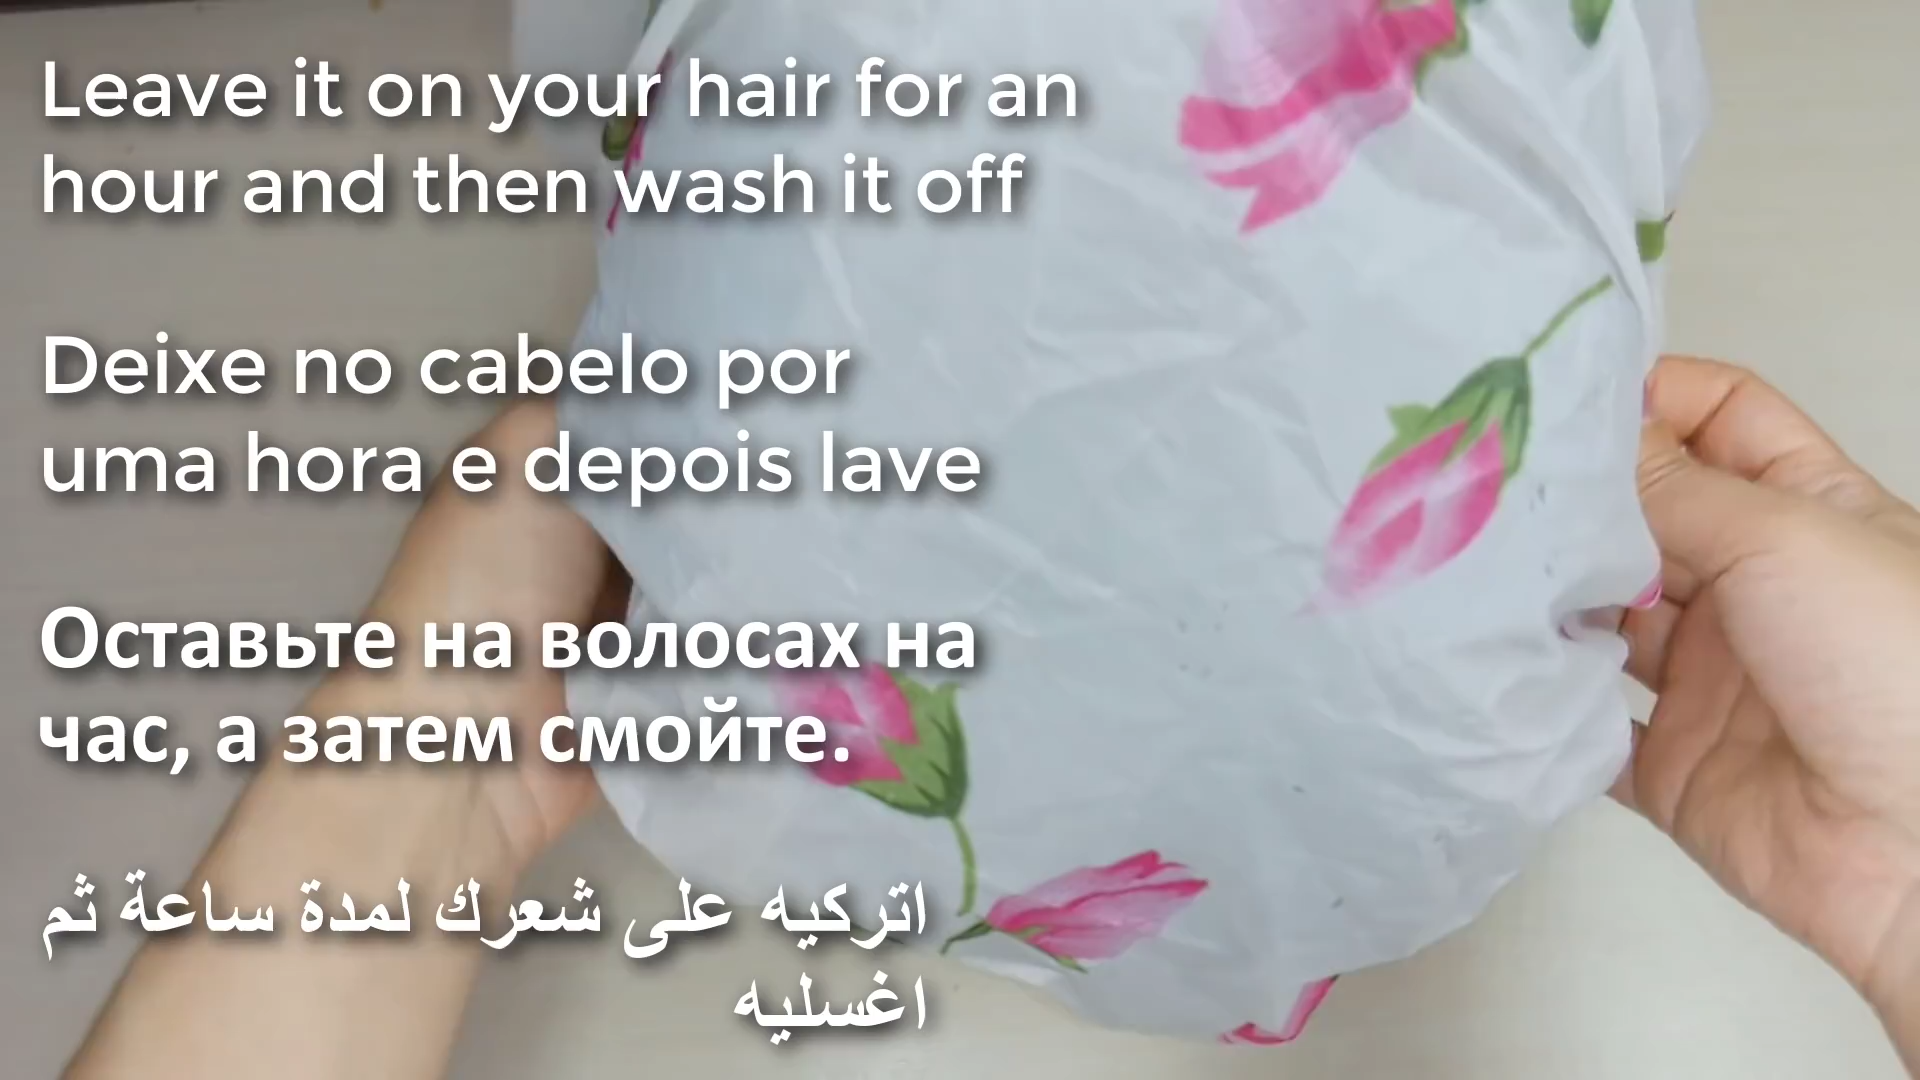 Leave it on your hair for an
hour and then wash it off
Deixe no cabelo por
uma hora e depois lave
Оставьте на волосах на
час, а затем смойте.
اتركيه على شعرك لمدة ساعة ثم
اغسليه